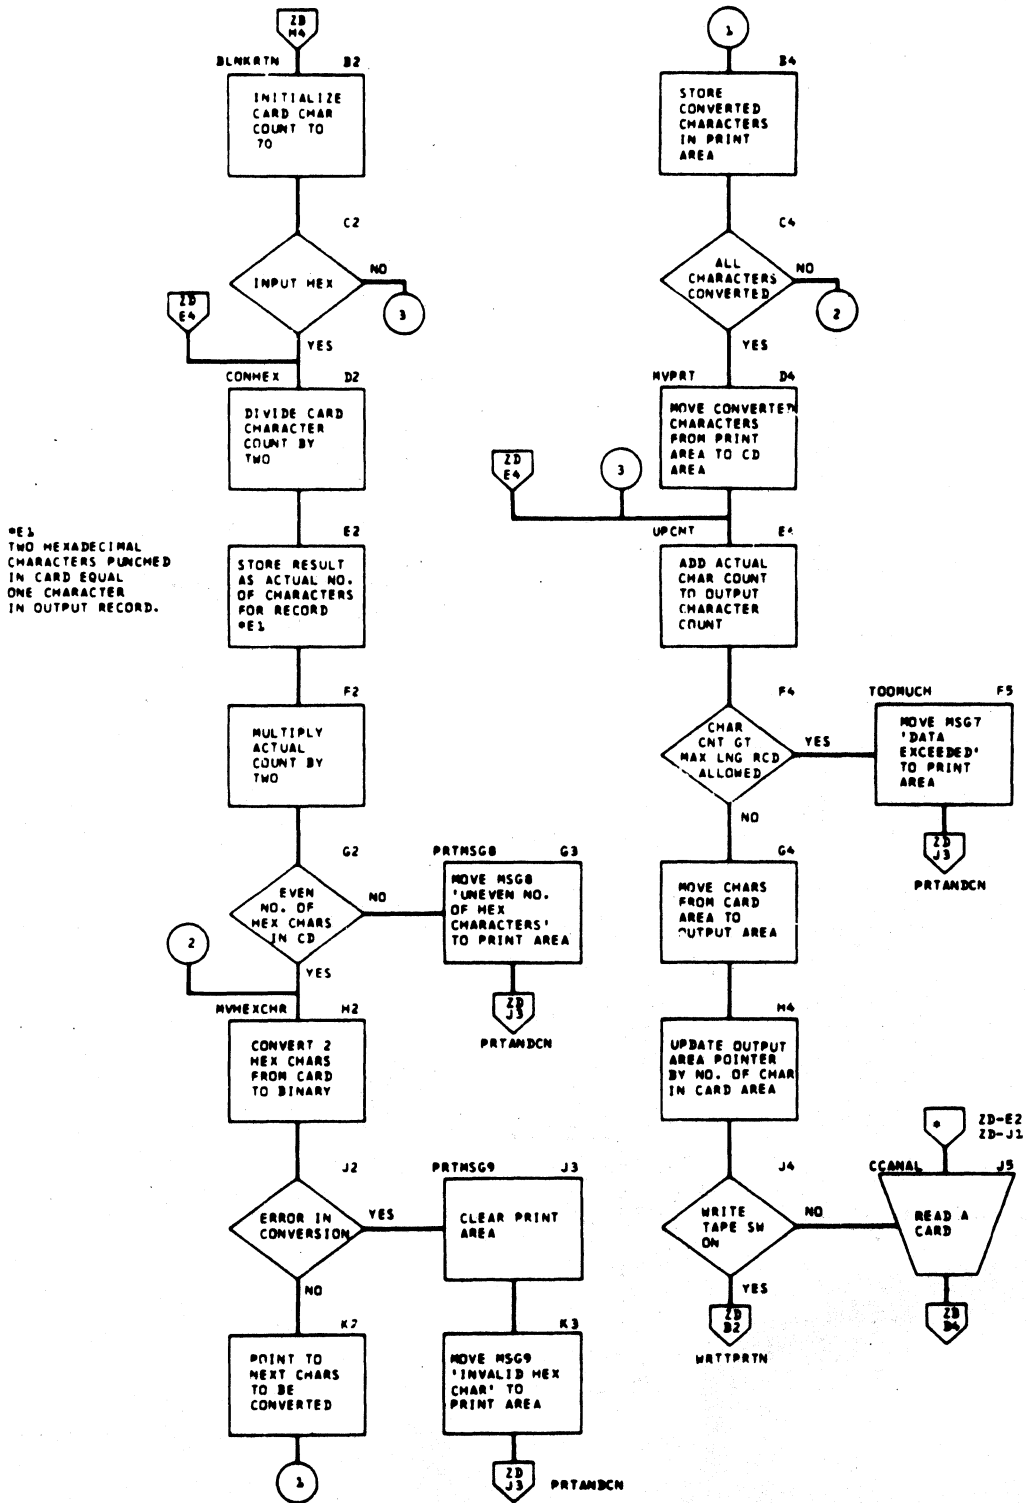 ZB
H4
BLNKRTN
B2
INITIALIZE
CARD CHAR
COUNT TO
70
C2
INPUT HEX
NO
3
ZD
E4
YES
CONHEX
D2
DIVIDE CARD
CHARACTER
COUNT BY
TWO
*E1
TWO HEXADECIMAL
CHARACTERS PUNCHED
IN CARD EQUAL
ONE CHARACTER
IN OUTPUT RECORD.
E2
STORE RESULT
AS ACTUAL NO.
OF CHARACTERS
FOR RECORD
*E1
F2
MULTIPLY
ACTUAL
COUNT BY
TWO
G2
EVEN
NO. OF
HEX CHARS
IN CD
NO
PRTMSG8
G3
MOVE MSG8
'UNEVEN NO.
OF HEX
CHARACTERS'
TO PRINT AREA
ZD
J3
PRTANDCN
2
YES
MVHEXCHR
H2
CONVERT 2
HEX CHARS
FROM CARD
TO BINARY
J2
ERROR IN
CONVERSION
YES
PRTMSG9
J3
CLEAR PRINT
AREA
NO
K2
POINT TO
NEXT CHARS
TO BE
CONVERTED
1
K3
MOVE MSG9
'INVALID HEX
CHAR' TO
PRINT AREA
ZD
J3
PRTANDCN
1
B4
STORE
CONVERTED
CHARACTERS
IN PRINT
AREA
C4
ALL
CHARACTERS
CONVERTED
NO
2
YES
MVPRT
D4
MOVE CONVERTED
CHARACTERS
FROM PRINT
AREA TO CD
AREA
ZD
E4
3
UPCNT
E4
ADD ACTUAL
CHAR COUNT
TO OUTPUT
CHARACTER
COUNT
F4
CHAR
CNT GT
MAX LNG RCD
ALLOWED
YES
TOOMUCH
F5
MOVE MSG7
'DATA
EXCEEDED'
TO PRINT
AREA
ZD
J3
PRTANDCN
NO
G4
MOVE CHARS
FROM CARD
AREA TO
OUTPUT AREA
H4
UPDATE OUTPUT
AREA POINTER
BY NO. OF CHAR
IN CARD AREA
J4
WRITE
TAPE SW
ON
NO
*
ZD-E2
ZD-J1
CCANAL
J5
READ A
CARD
ZB
B4
YES
ZD
B2
WRTTPRTN